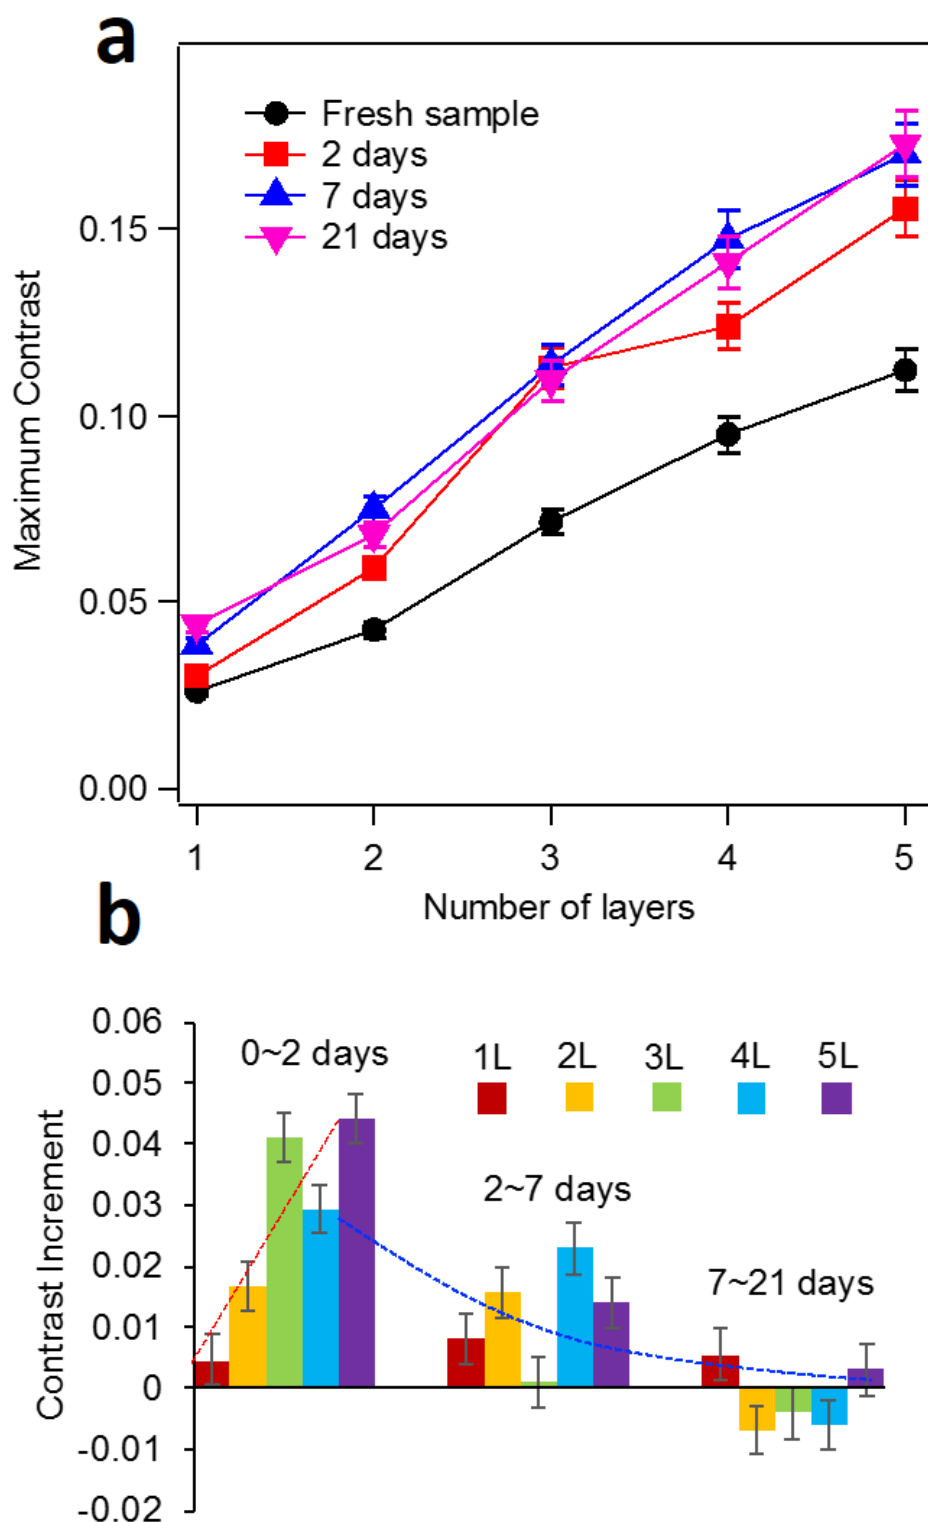 a
Fresh sample
2 days
7 days
21 days
Maximum Contrast
0.15
0.10
0.05
0.00
1 2 3 4 5
Number of layers
b
Contrast Increment
0.06
0.05
0.04
0.03
0.02
0.01
0
-0.01
-0.02
0~2 days
1L 2L 3L 4L 5L
2~7 days
7~21 days